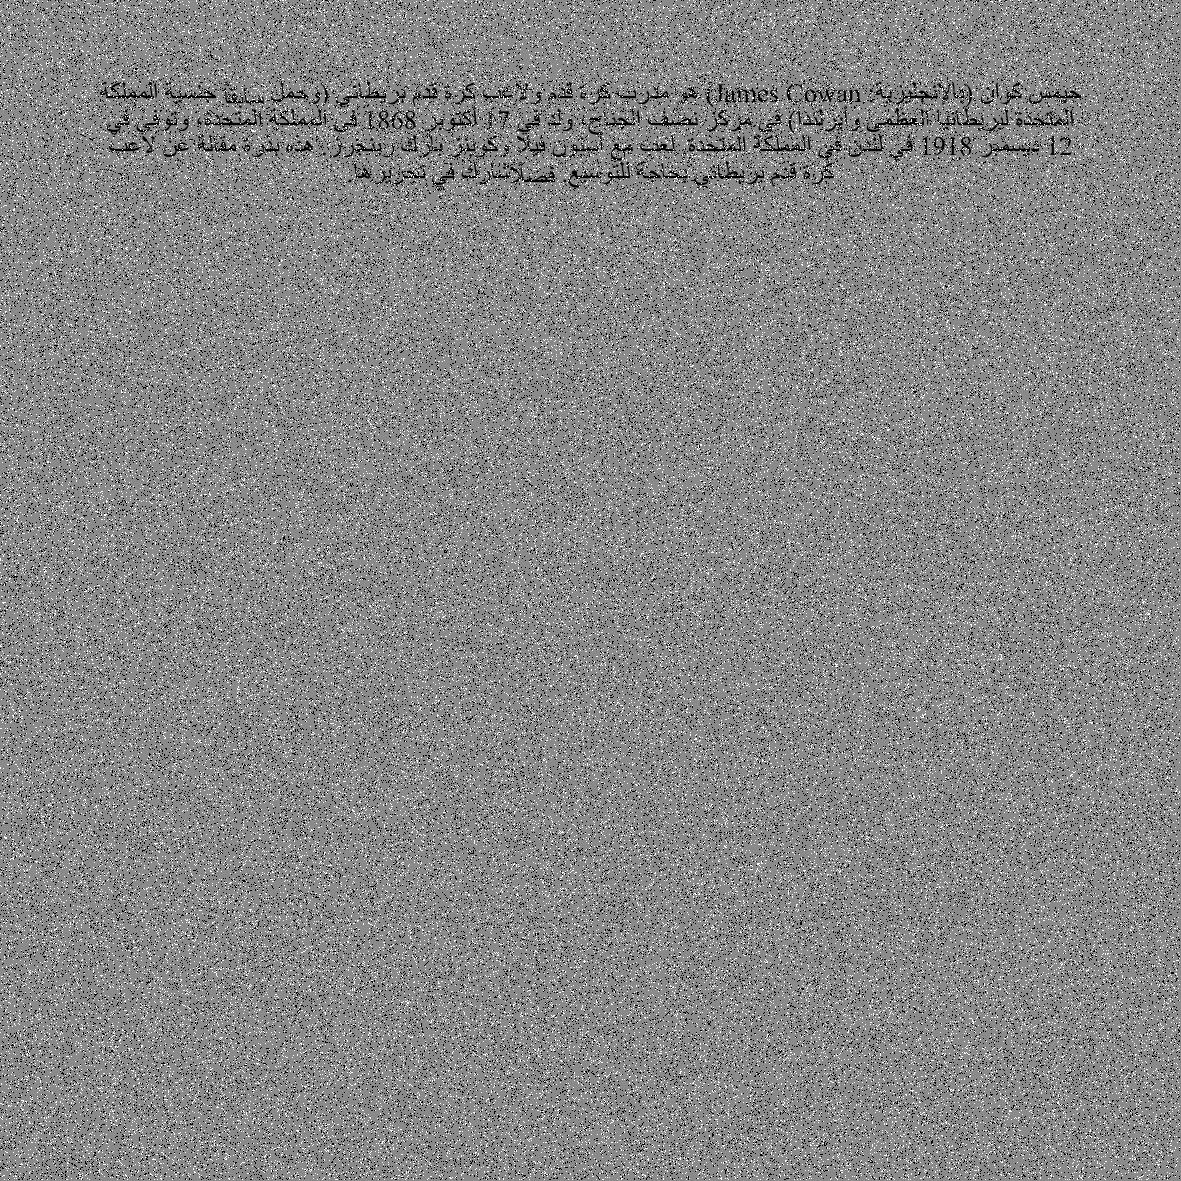 جيمس كوان (بالإنجليزية: James Cowan) هو مدرب كرة قدم ولاعب كرة قدم بريطاني (وحمل سابقاً جنسية المملكة
المتحدة لبريطانيا العظمى وأيرلندا) في مركز نصف الجناح، ولد في 17 أكتوبر 1868 في المملكة المتحدة، وتوفي في
12 ديسمبر 1918 في لندن في المملكة المتحدة. لعب مع أستون فيلا وكوينز بارك رينجرز. هذه بذرة مقالة عن لاعب
كرة قدم بريطاني بحاجة للتوسيع. فضلاً شارك في تحريرها.